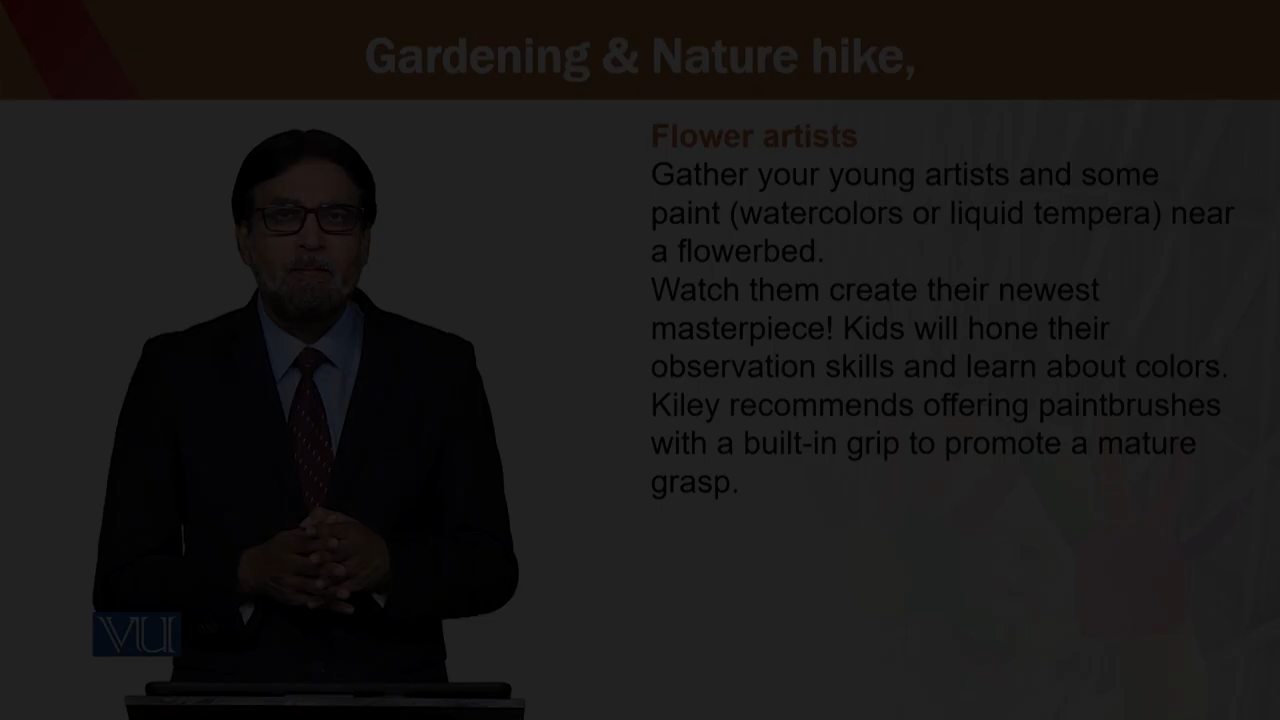 Gardening & Nature hike,
Flower artists
Gather your young artists and some
paint (watercolors or liquid tempera) near
a flowerbed.
Watch them create their newest
masterpiece! Kids will hone their
observation skills and learn about colors.
Kiley recommends offering paintbrushes
with a built-in grip to promote a mature
grasp.
VU